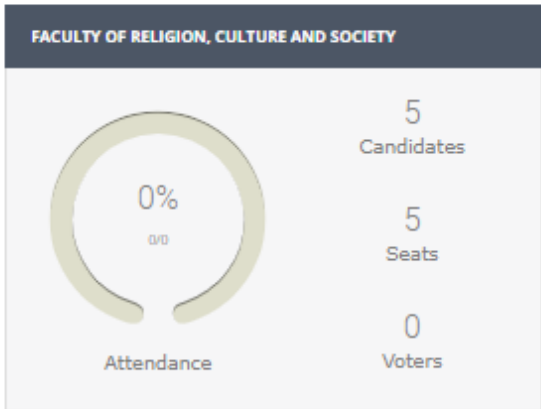 FACULTY OF RELIGION, CULTURE AND SOCIETY
0%
0/0
Attendance
5
Candidates
5
Seats
0
Voters